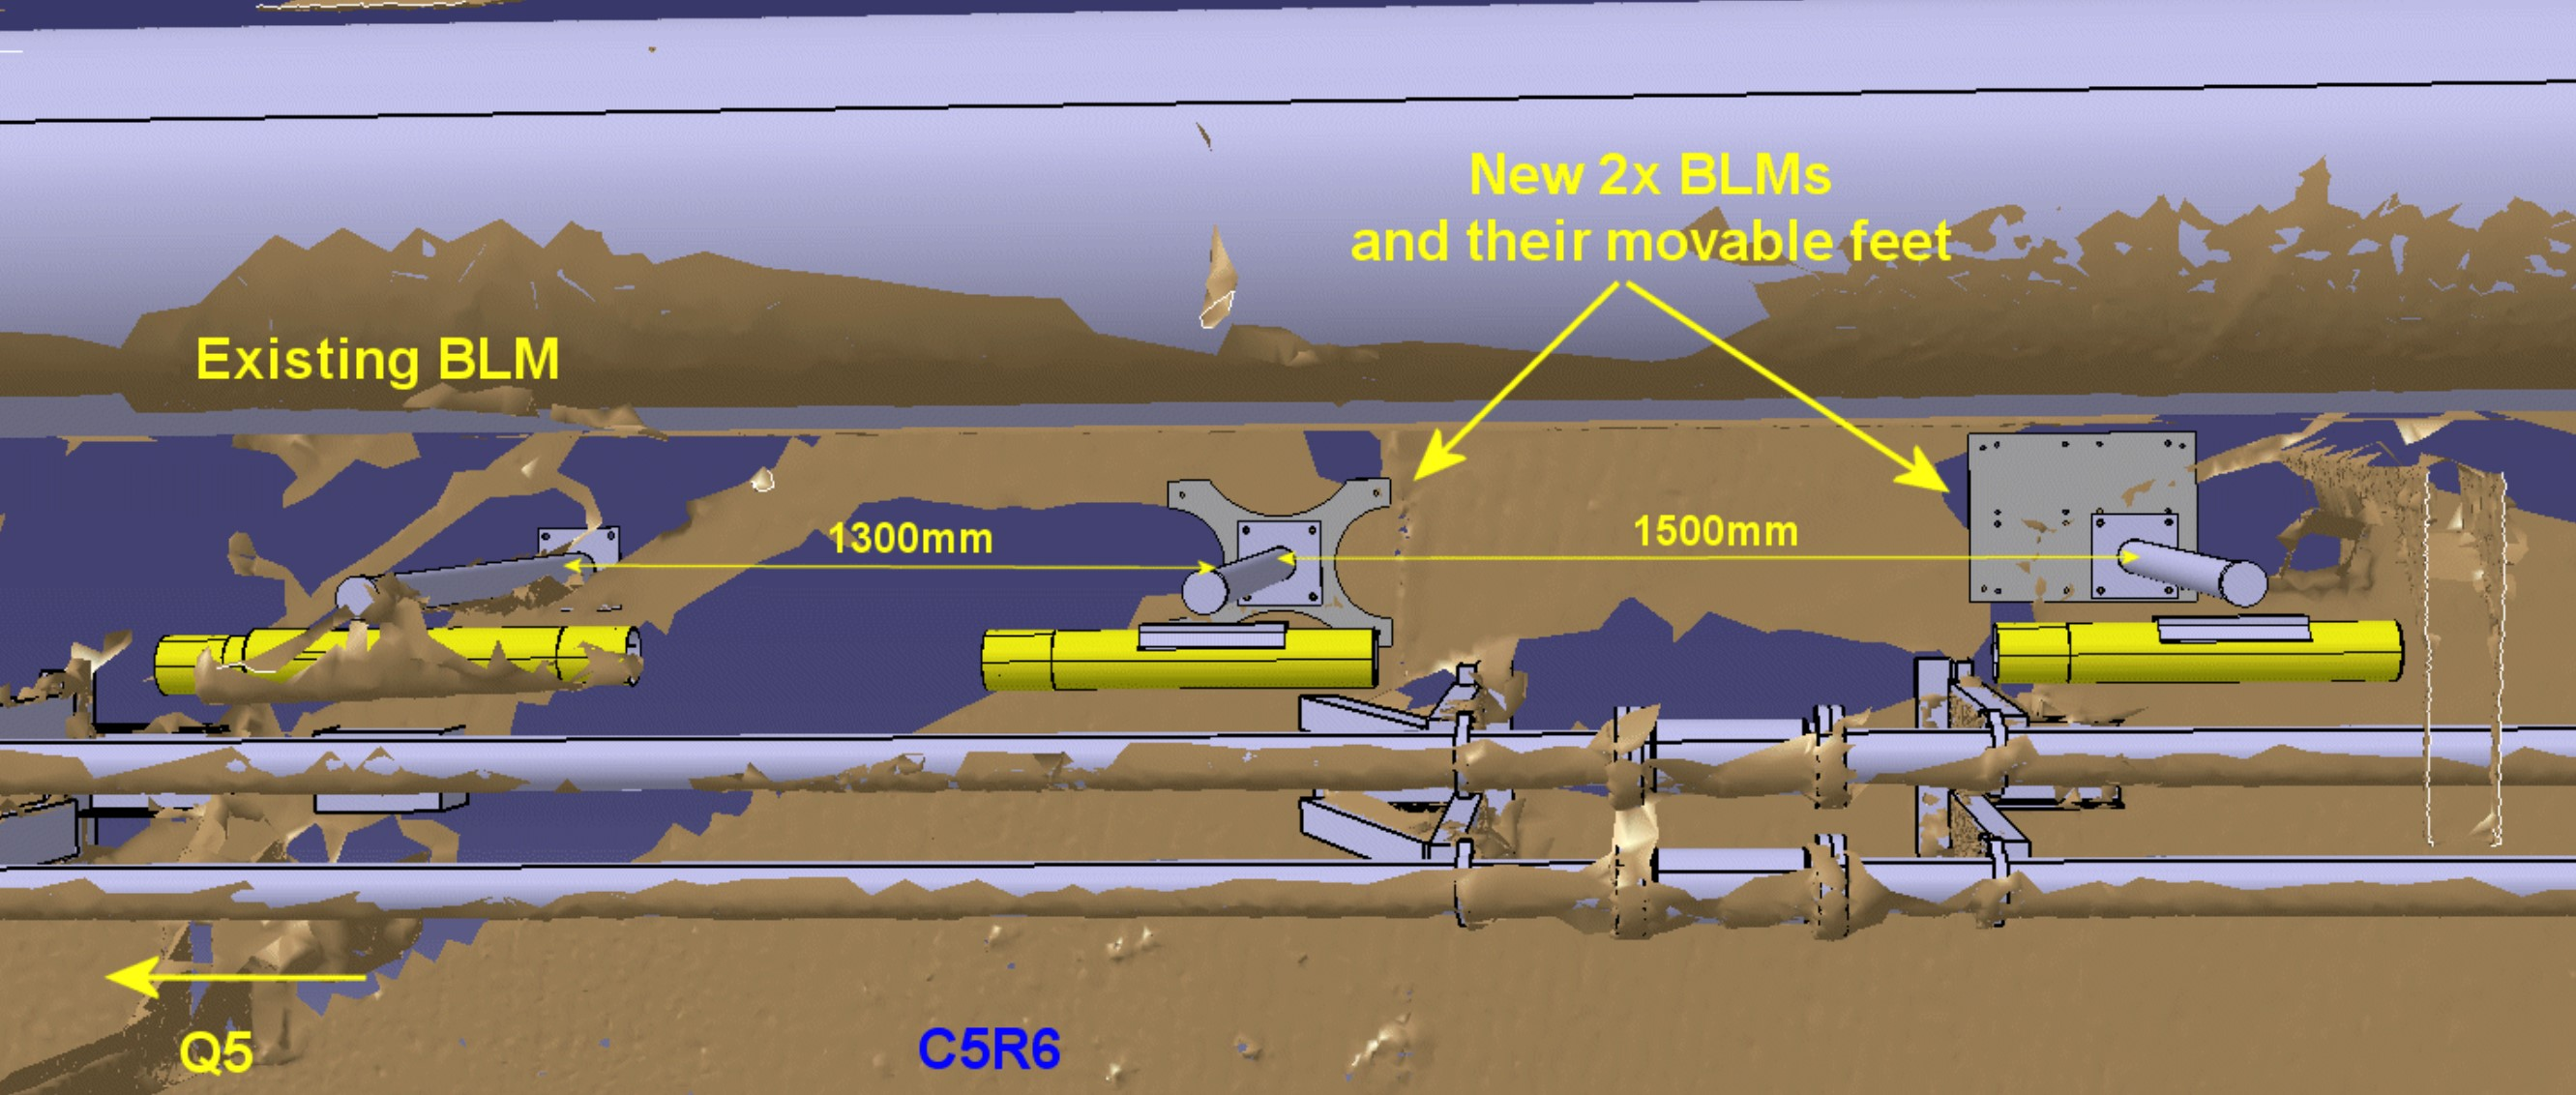 New 2x BLMs
and their movable feet
Existing BLM
1300mm
1500mm
Q5
C5R6